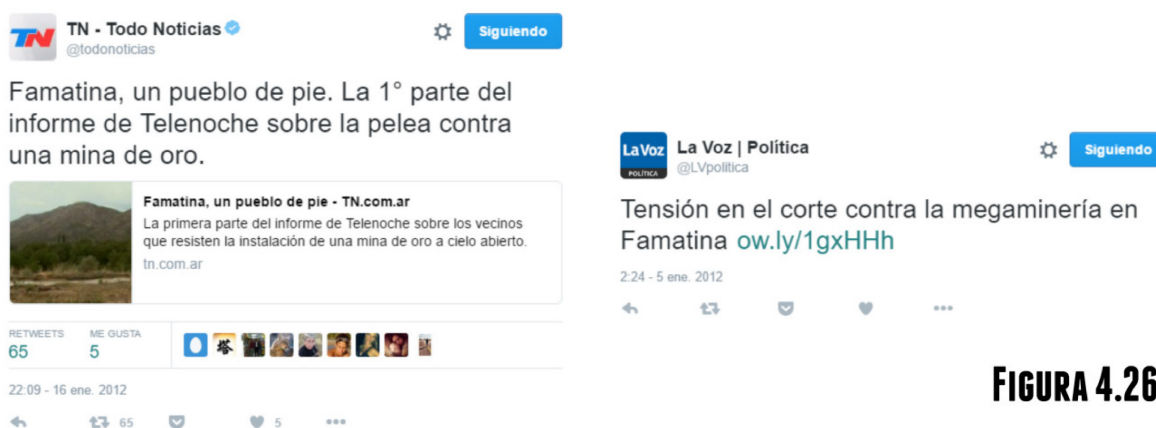 TN
TN - Todo Noticias
@todonoticias
Siguiendo
Famatina, un pueblo de pie. La 1° parte del
informe de Telenoche sobre la pelea contra
una mina de oro.
Famatina, un pueblo de pie - TN.com.ar
La primera parte del informe de Telenoche sobre los vecinos
que resisten la instalación de una mina de oro a cielo abierto.
tn.com.ar
RETWEETS ME GUSTA
65 5
22:09 - 16 ene. 2012
65 5
LaVoz
POLÍTICA
La Voz | Política
@LVpolitica
Siguiendo
Tensión en el corte contra la megaminería en
Famatina ow.ly/1gxHHh
2:24 - 5 ene. 2012
FIGURA 4.26